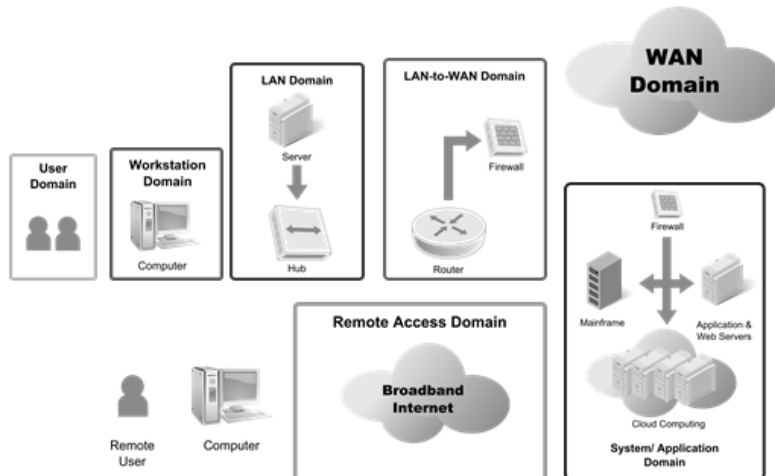 WAN
Domain
LAN Domain
Server
Hub
LAN-to-WAN Domain
Firewall
Router
User
Domain
Workstation
Domain
Computer
Firewall
Mainframe
Application &
Web Servers
Cloud Computing
System/ Application
Domain
Remote Access Domain
Broadband
Internet
Remote
User
Computer